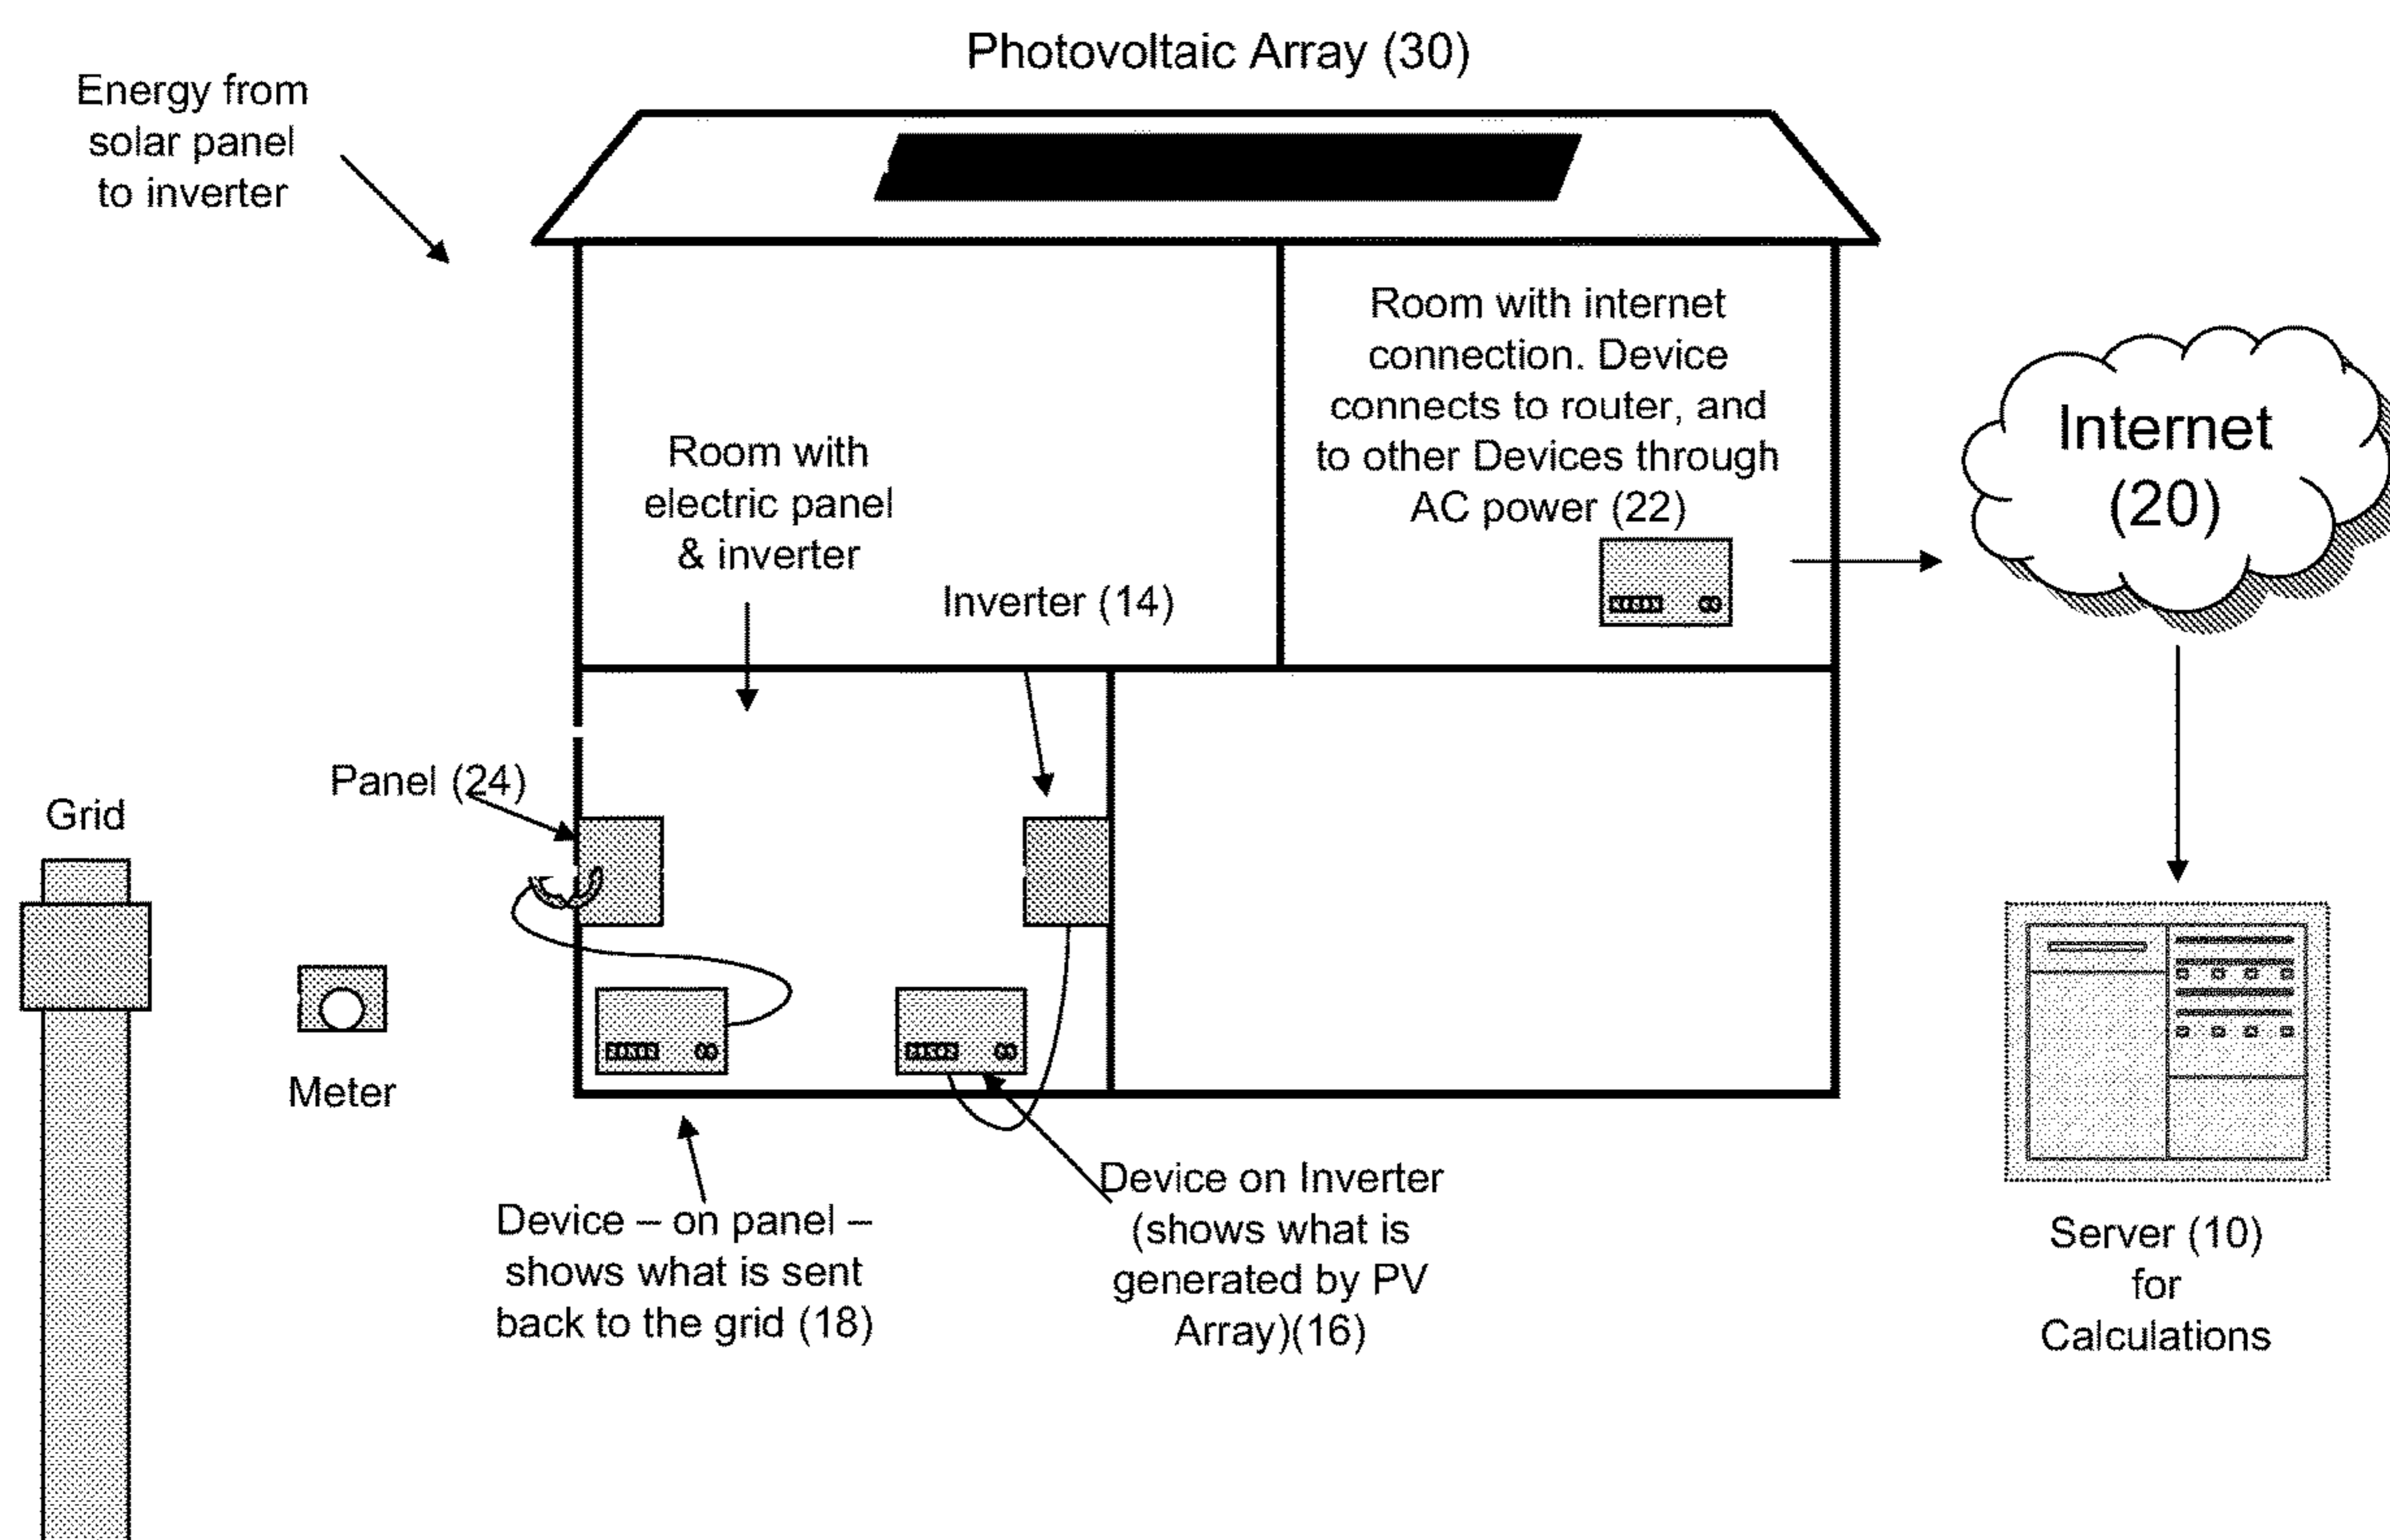 Photovoltaic Array (30)
Energy from
solar panel
to inverter
Room with internet
connection. Device
connects to router, and
to other Devices through
AC power (22)
Internet
(20)
Room with
electric panel
& inverter
Inverter (14)
Panel (24)
Grid
Meter
Device – on panel –
shows what is sent
back to the grid (18)
Device on Inverter
(shows what is
generated by PV
Array)(16)
Server (10)
for
Calculations